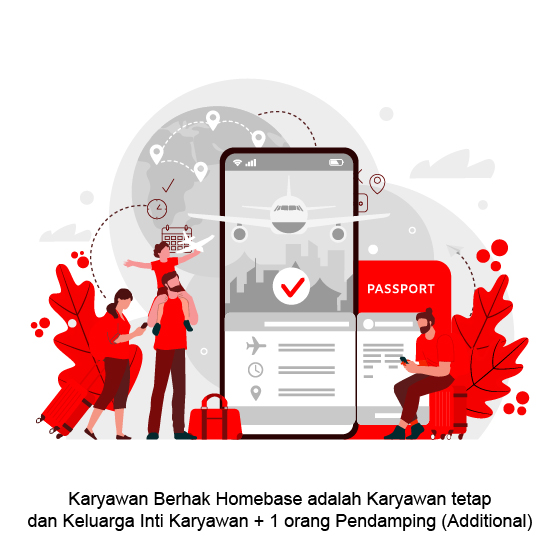 PASSPORT
Karyawan Berhak Homebase adalah Karyawan tetap
dan Keluarga Inti Karyawan + 1 orang Pendamping (Additional)